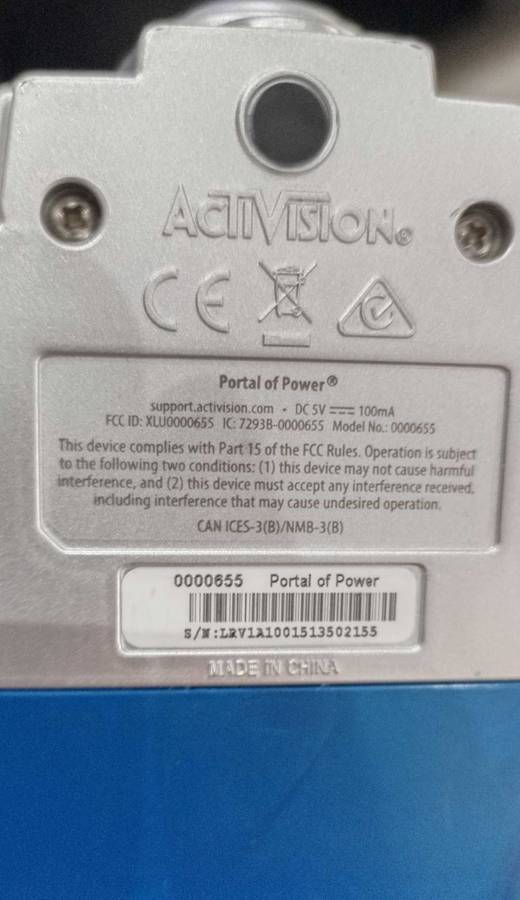 ACTIVISION®
CE
Portal of Power®
support.activision.com • DC 5V ⎓ 100mA
FCC ID: XLU0000655 IC: 7293B-0000655 Model No.: 0000655
This device complies with Part 15 of the FCC Rules. Operation is subject
to the following two conditions: (1) this device may not cause harmful
interference, and (2) this device must accept any interference received,
including interference that may cause undesired operation.
CAN ICES-3(B)/NMB-3(B)
0000655 Portal of Power
S/N:LRV1A1001513502155
MADE IN CHINA